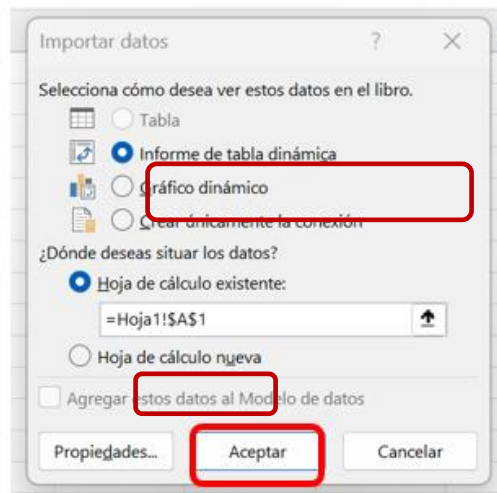 Importar datos ? ×
Selecciona cómo desea ver estos datos en el libro.
Tabla
Informe de tabla dinámica
Gráfico dinámico
Crear únicamente la conexión
¿Dónde deseas situar los datos?
Hoja de cálculo existente:
=Hoja1!$A$1
Hoja de cálculo nueva
Agregar estos datos al Modelo de datos
Propiedades... Aceptar Cancelar